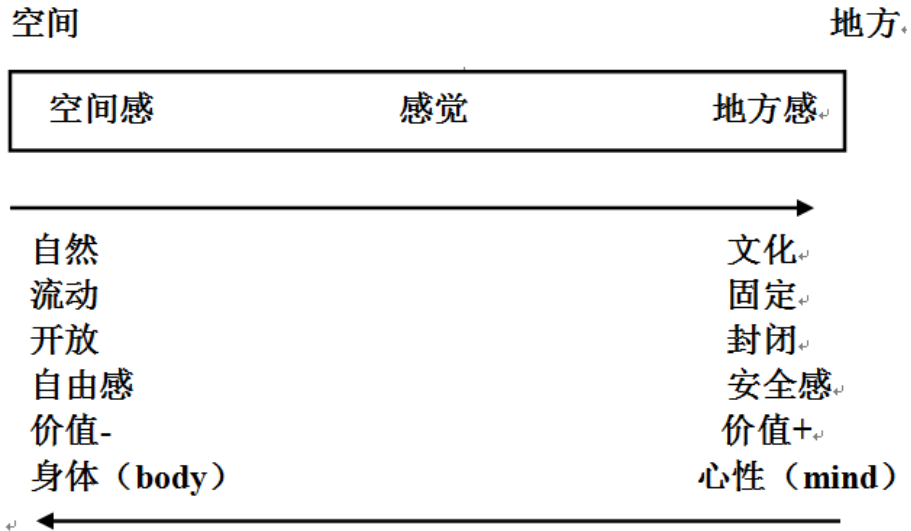 空间 地方
空间感 感觉 地方感
自然 文化
流动 固定
开放 封闭
自由感 安全感
价值- 价值+
身体（body） 心性（mind）